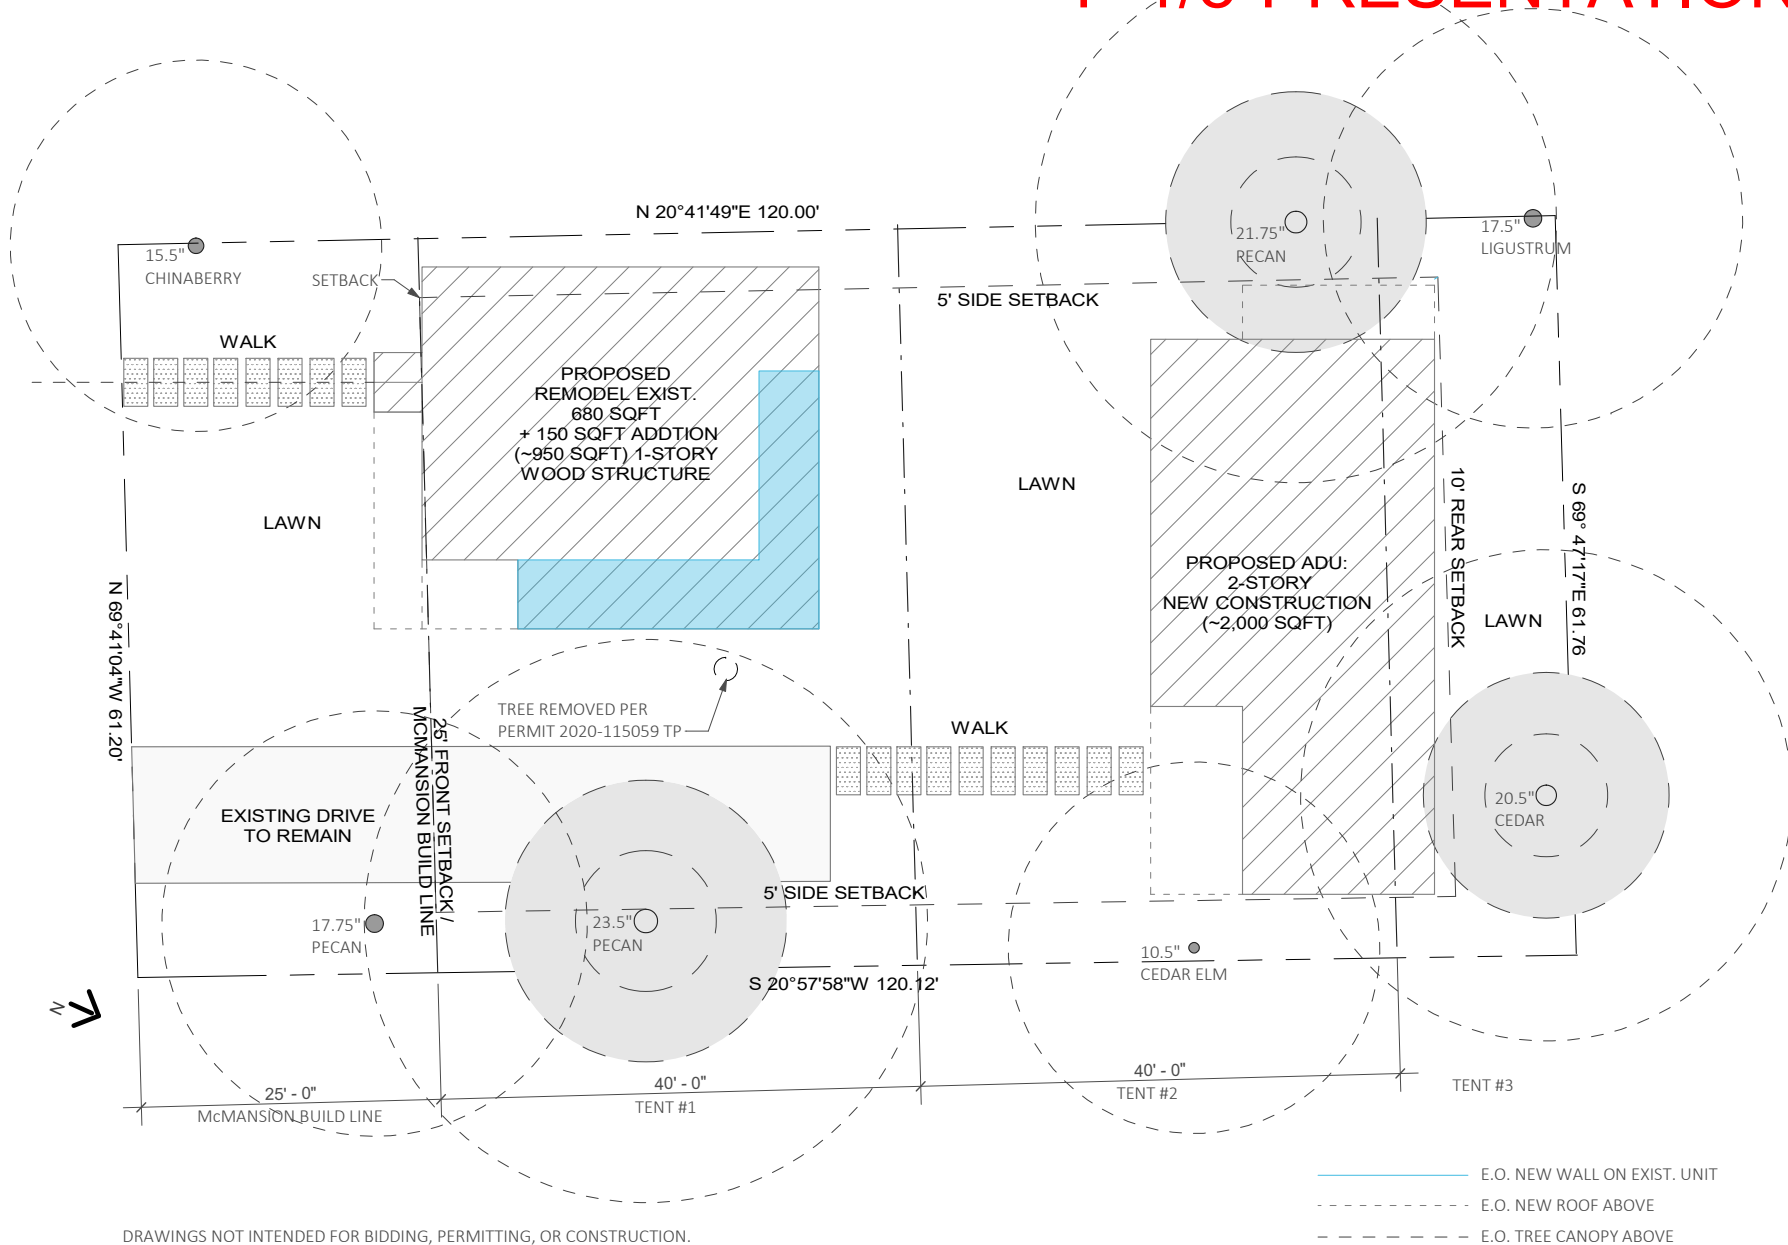 PRESENTATION
N 20°41'49"E 120.00'
15.5"
CHINABERRY
SETBACK
21.75"
RECAN
17.5"
LIGUSTRUM
5' SIDE SETBACK
WALK
PROPOSED
REMODEL EXIST.
680 SQFT
+ 150 SQFT ADDTION
(~950 SQFT) 1-STORY
WOOD STRUCTURE
LAWN
LAWN
10' REAR SETBACK
S 69°47'17"E 61.76
PROPOSED ADU:
2-STORY
NEW CONSTRUCTION
(~2,000 SQFT)
LAWN
N 69°41'04"W 61.20'
TREE REMOVED PER
PERMIT 2020-115059 TP
25' FRONT SETBACK /
MCMANSION BUILD LINE
WALK
EXISTING DRIVE
TO REMAIN
20.5"
CEDAR
5' SIDE SETBACK
17.75"
PECAN
23.5"
PECAN
10.5"
CEDAR ELM
S 20°57'58"W 120.12'
N
25' - 0"
McMANSION BUILD LINE
40' - 0"
TENT #1
40' - 0"
TENT #2
TENT #3
E.O. NEW WALL ON EXIST. UNIT
E.O. NEW ROOF ABOVE
E.O. TREE CANOPY ABOVE
DRAWINGS NOT INTENDED FOR BIDDING, PERMITTING, OR CONSTRUCTION.